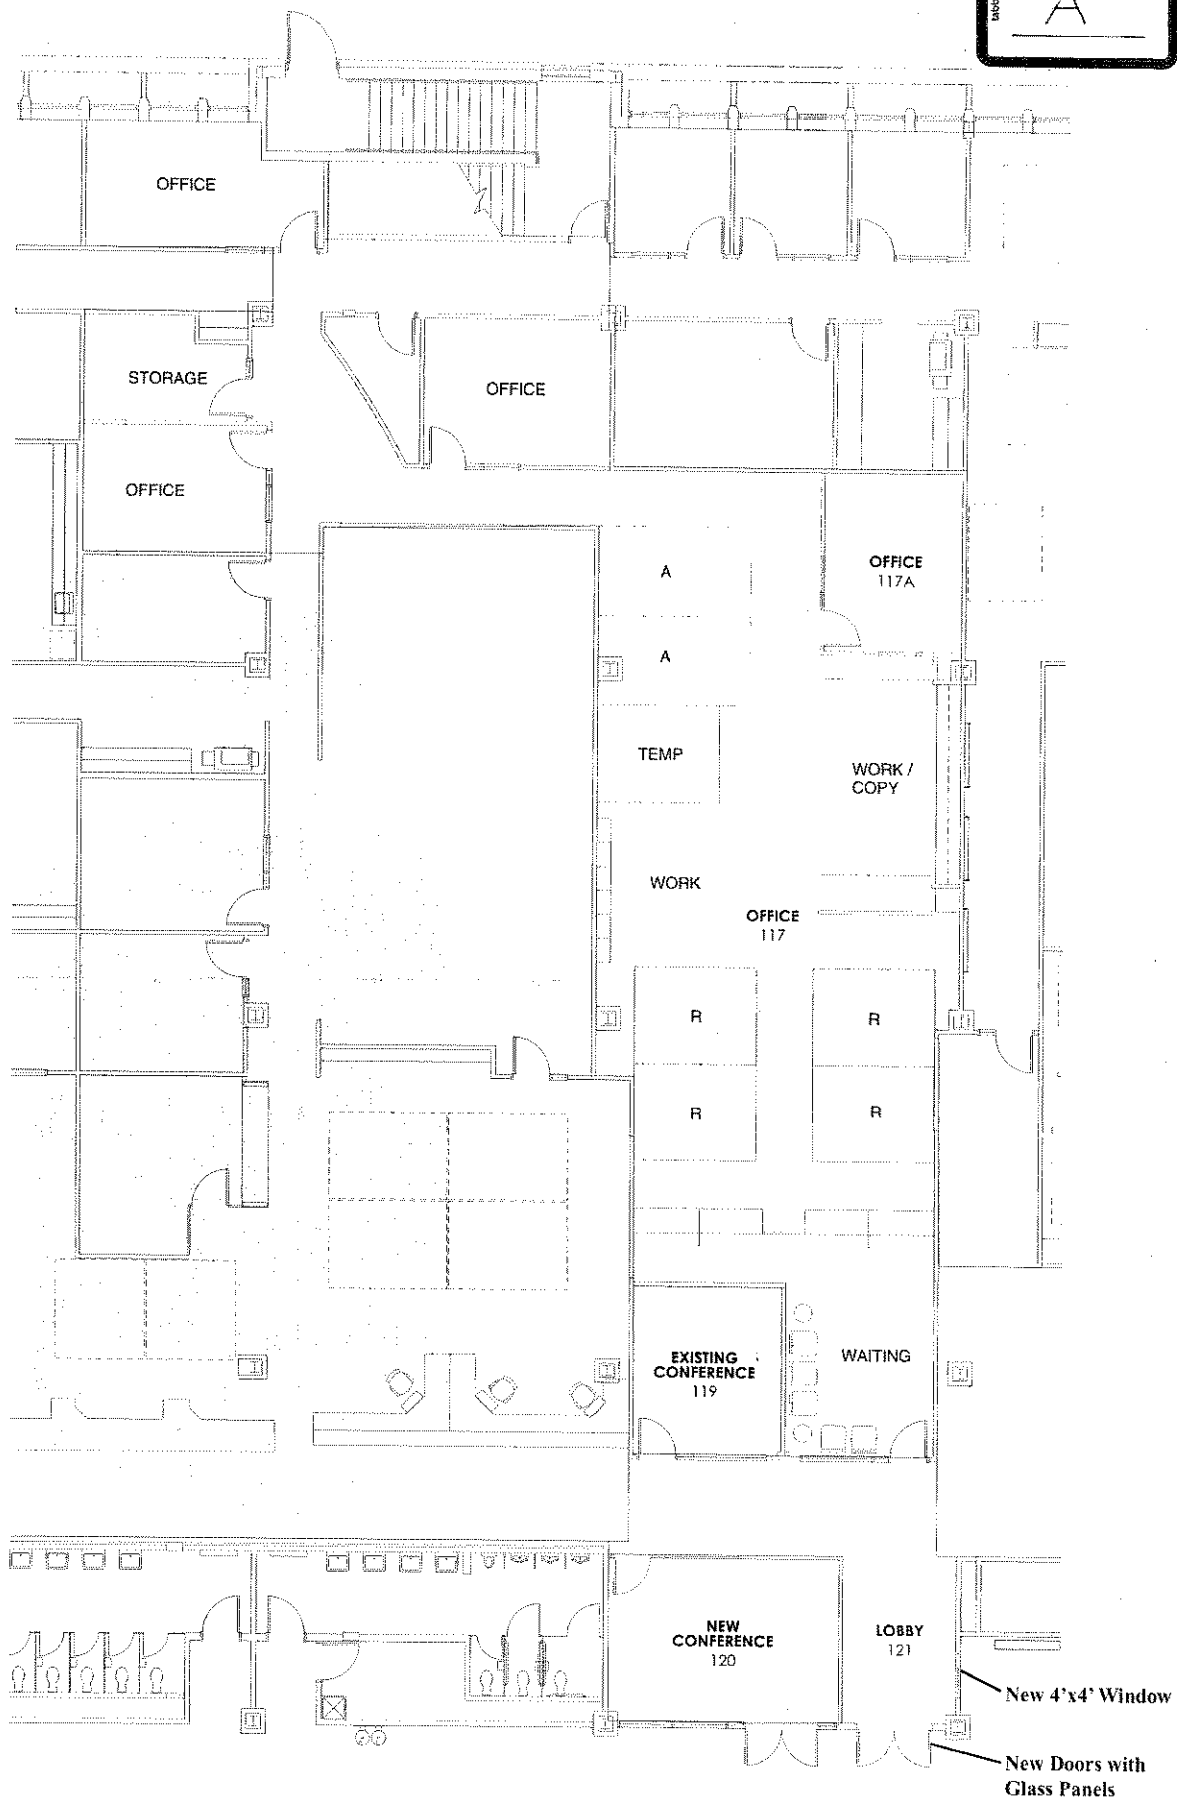 A
OFFICE
STORAGE
OFFICE
OFFICE
A
OFFICE
117A
A
TEMP
WORK /
COPY
WORK
OFFICE
117
R
R
R
R
EXISTING
CONFERENCE
119
WAITING
NEW
CONFERENCE
120
LOBBY
121
New 4'x4' Window
New Doors with
Glass Panels